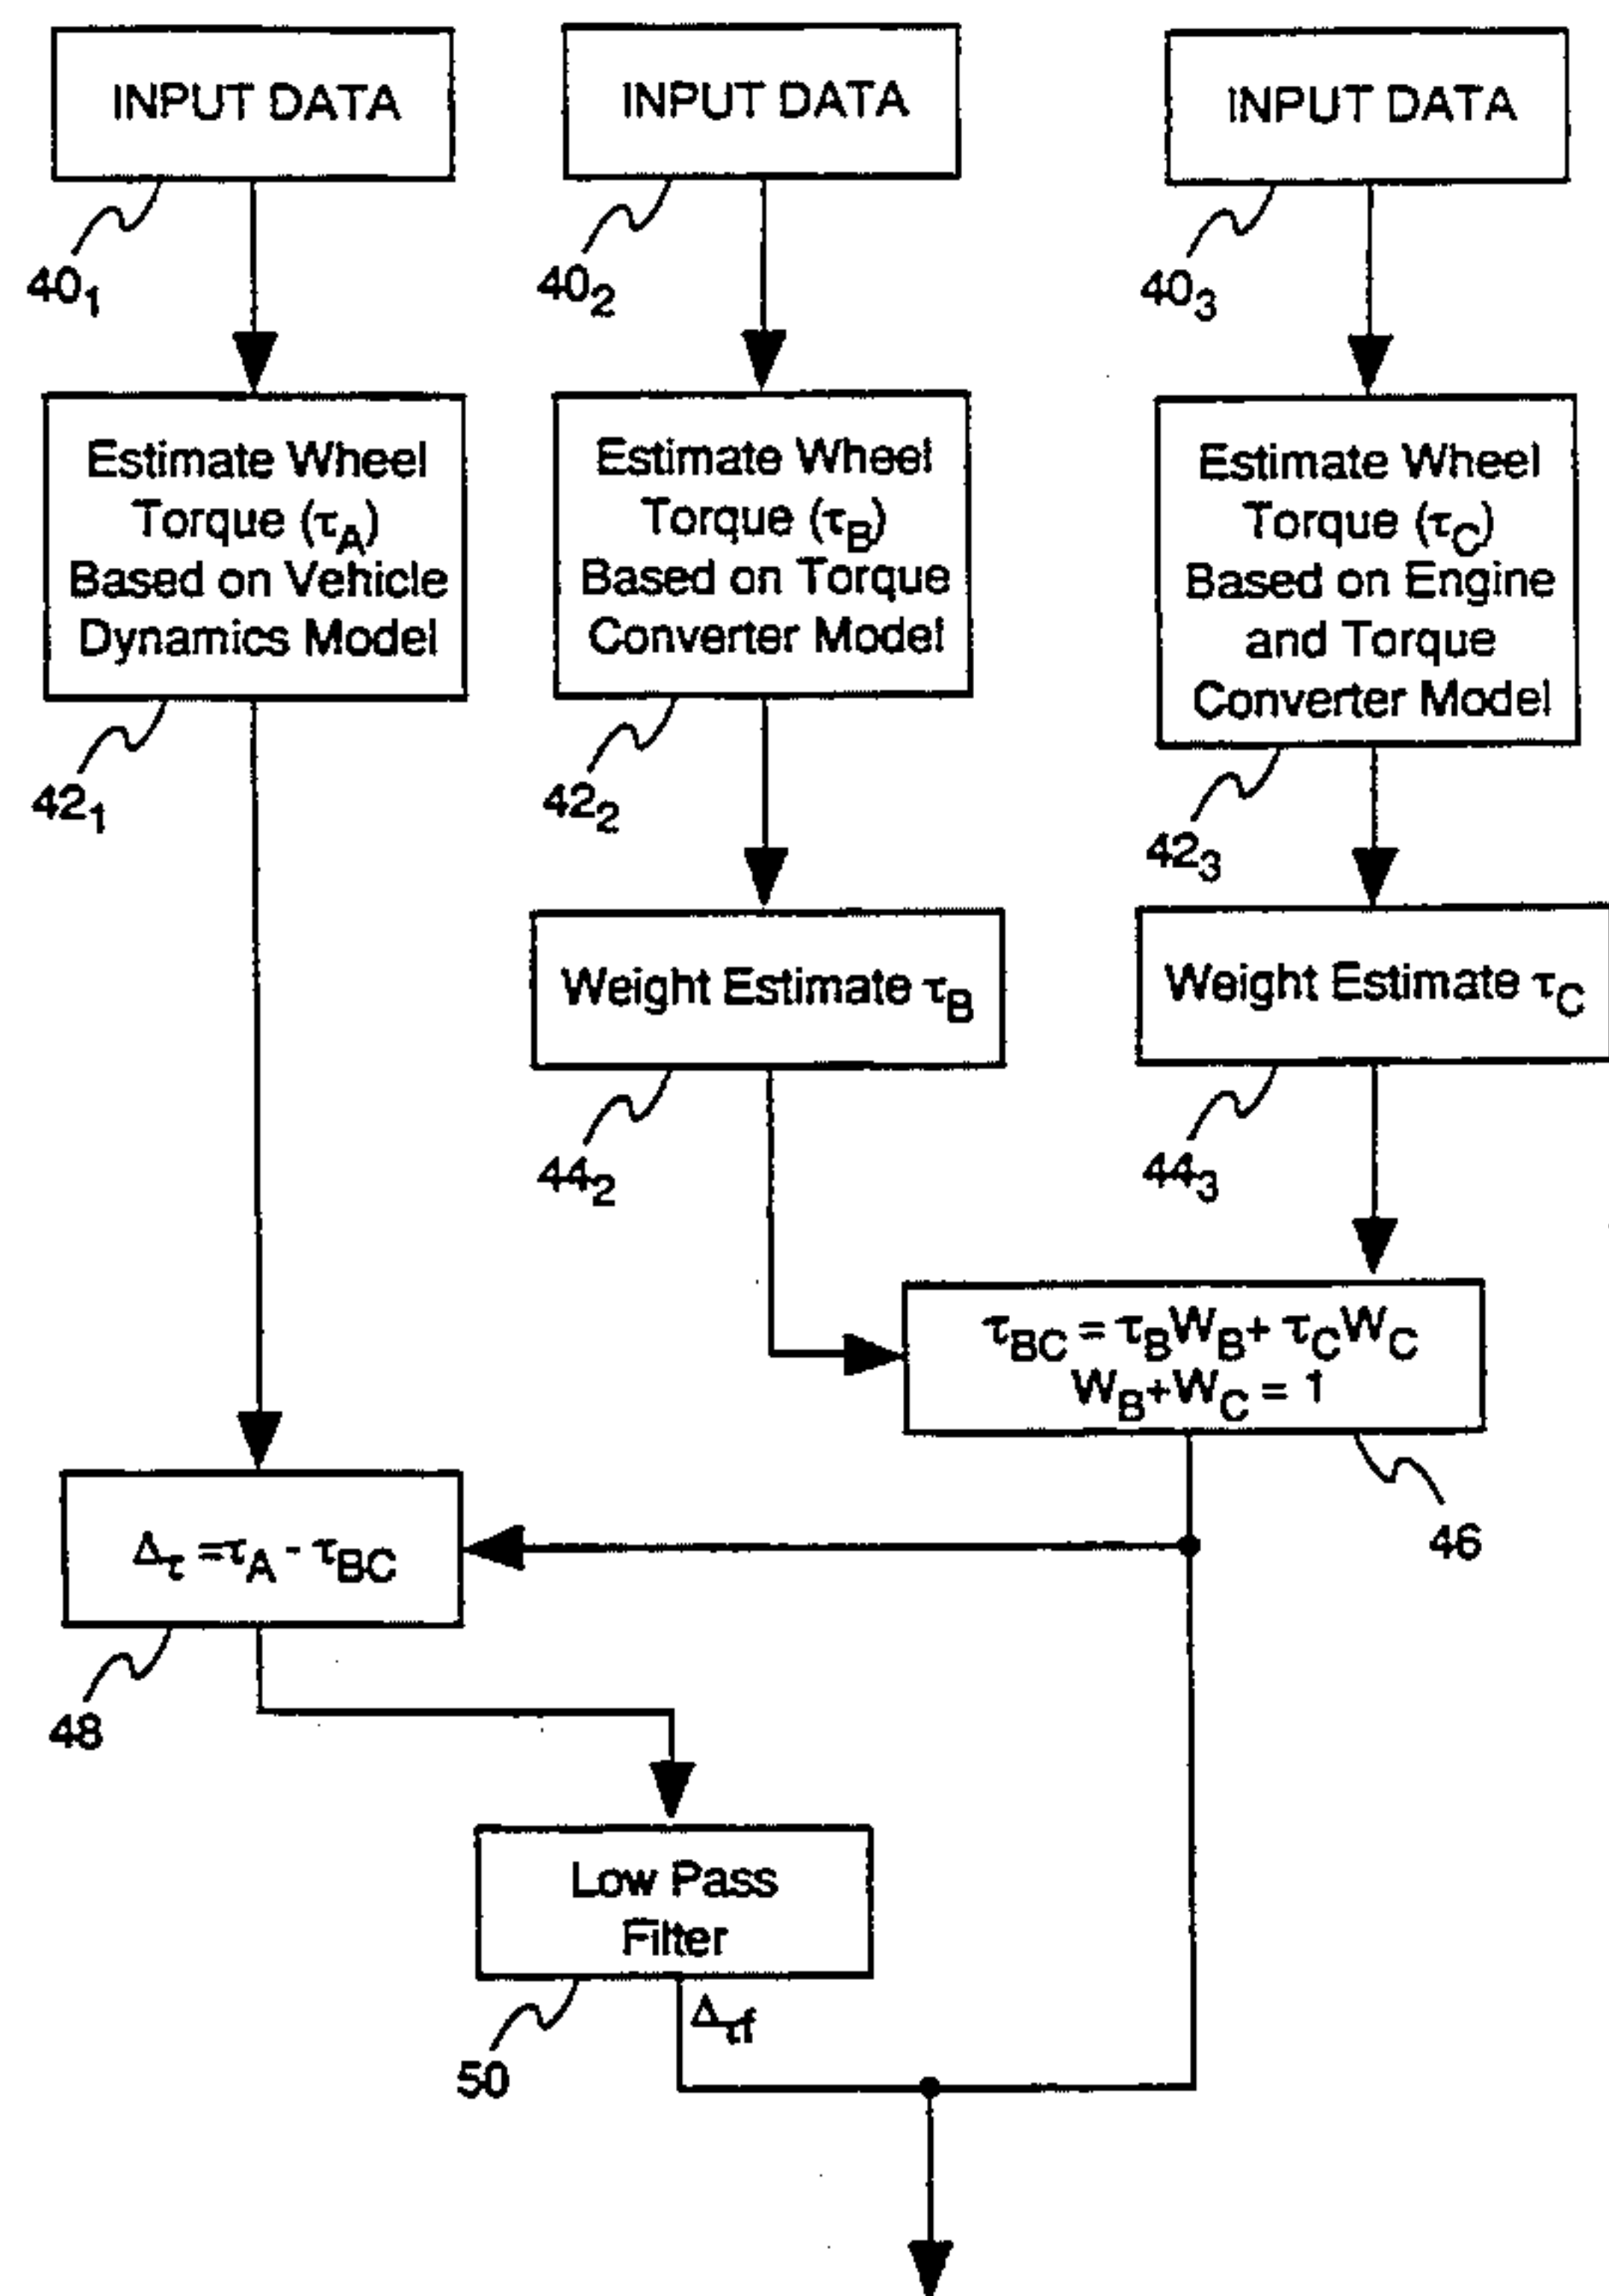 INPUT DATA
INPUT DATA
INPUT DATA
40₁
40₂
40₃
Estimate Wheel
Torque (τA)
Based on Vehicle
Dynamics Model
Estimate Wheel
Torque (τB)
Based on Torque
Converter Model
Estimate Wheel
Torque (τC)
Based on Engine
and Torque
Converter Model
42₁
42₂
42₃
Weight Estimate τB
Weight Estimate τC
44₂
44₃
τBC = τBWB + τCWC
WB+WC = 1
46
Δτ =τA - τBC
48
Low Pass
Filter
Δτf
50